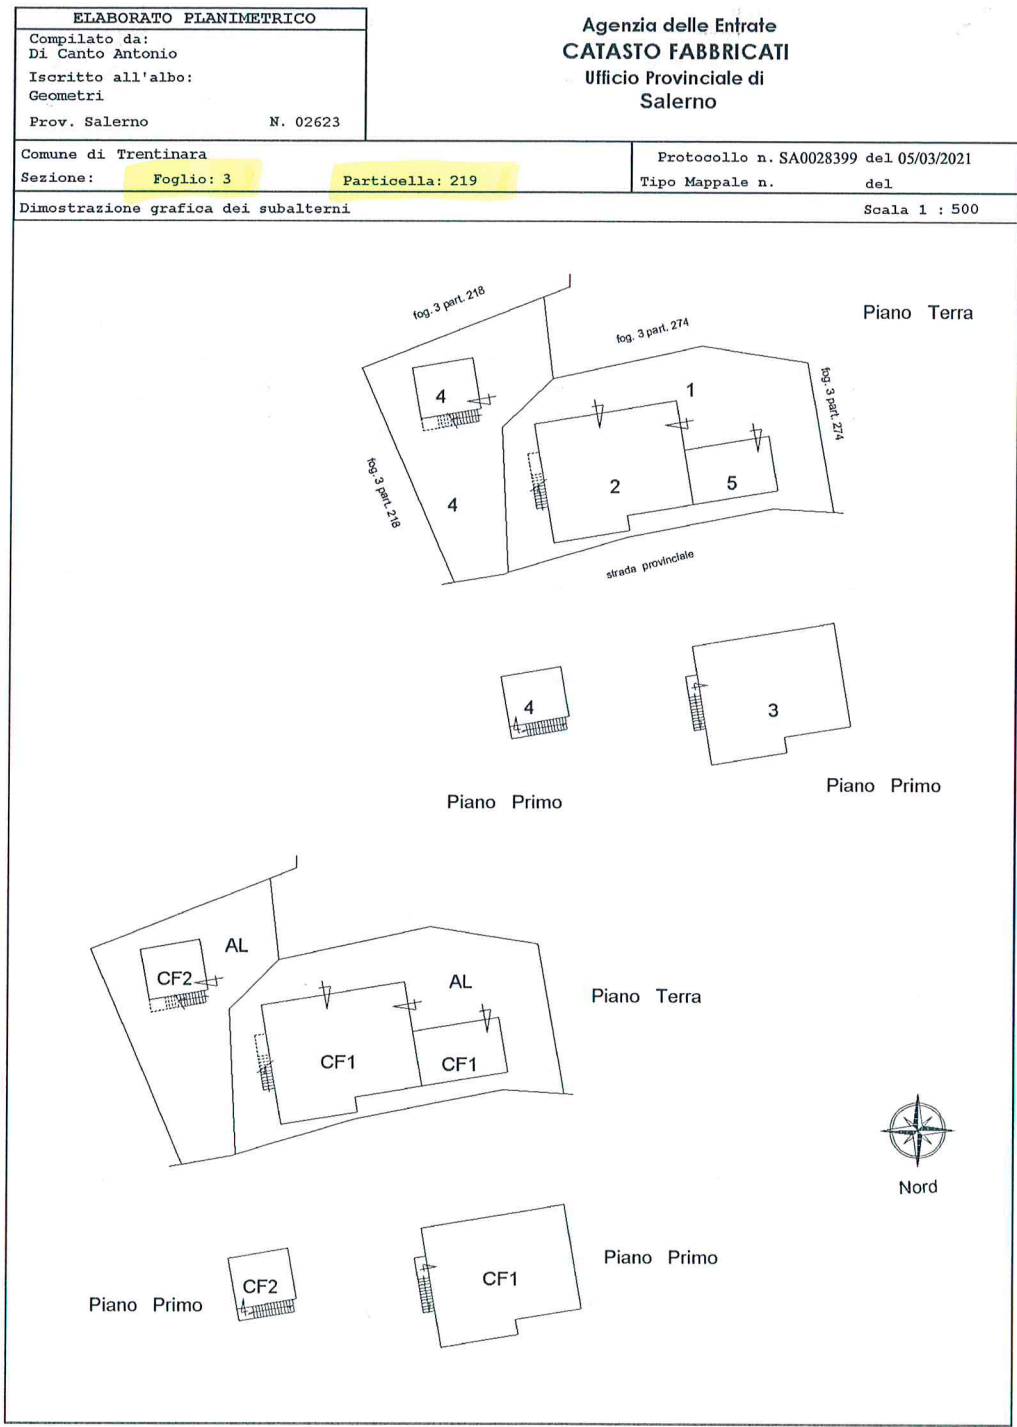 ELABORATO PLANIMETRICO
Compilato da:
Di Canto Antonio
Iscritto all'albo:
Geometri
Prov. Salerno N. 02623
Agenzia delle Entrate
CATASTO FABBRICATI
Ufficio Provinciale di
Salerno
Comune di Trentinara
Sezione: Foglio: 3 Particella: 219
Protocollo n. SA0028399 del 05/03/2021
Tipo Mappale n. del
Dimostrazione grafica dei subalterni Scala 1 : 500
fog. 3 part. 218
Piano Terra
fog. 3 part. 274
fog. 3 part. 274
1
4
fog. 3 part. 218
4
2
5
strada provinciale
4
3
Piano Primo
Piano Primo
AL
CF2
AL
Piano Terra
CF1
CF1
Nord
Piano Primo
CF2
CF1
Piano Primo